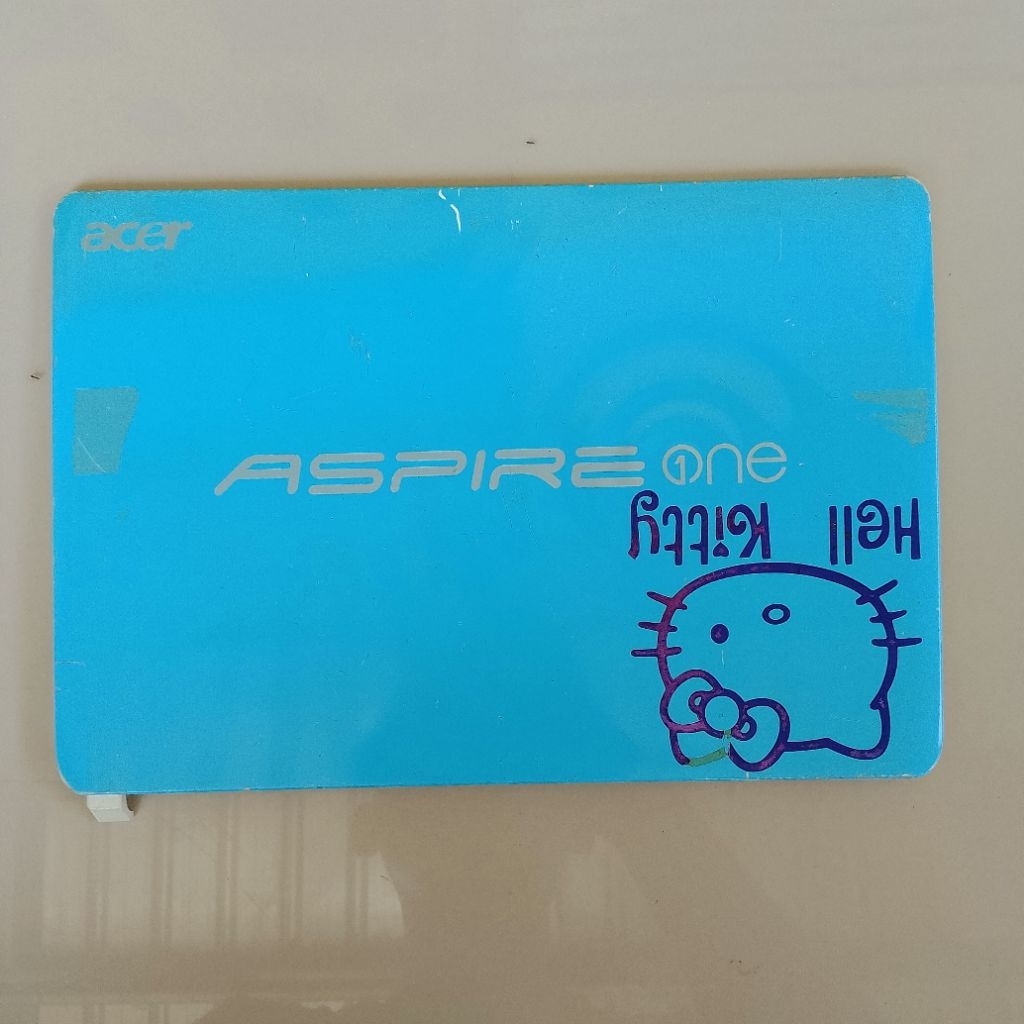 acer
ASPIRE one
Hell Kitty